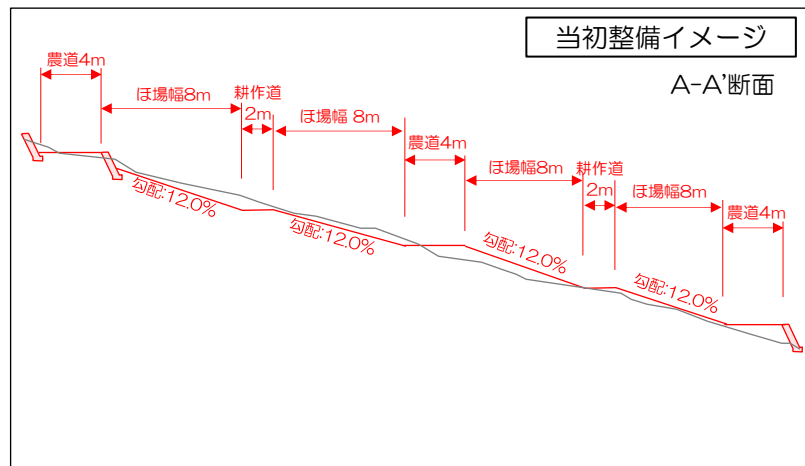 当初整備イメージ
A-A'断面
農道4m
ほ場幅8m
耕作道
2m
ほ場幅 8m
農道4m
ほ場幅8m
耕作道
2m
ほ場幅8m
農道4m
勾配:12.0%
勾配:12.0%
勾配:12.0%
勾配:12.0%